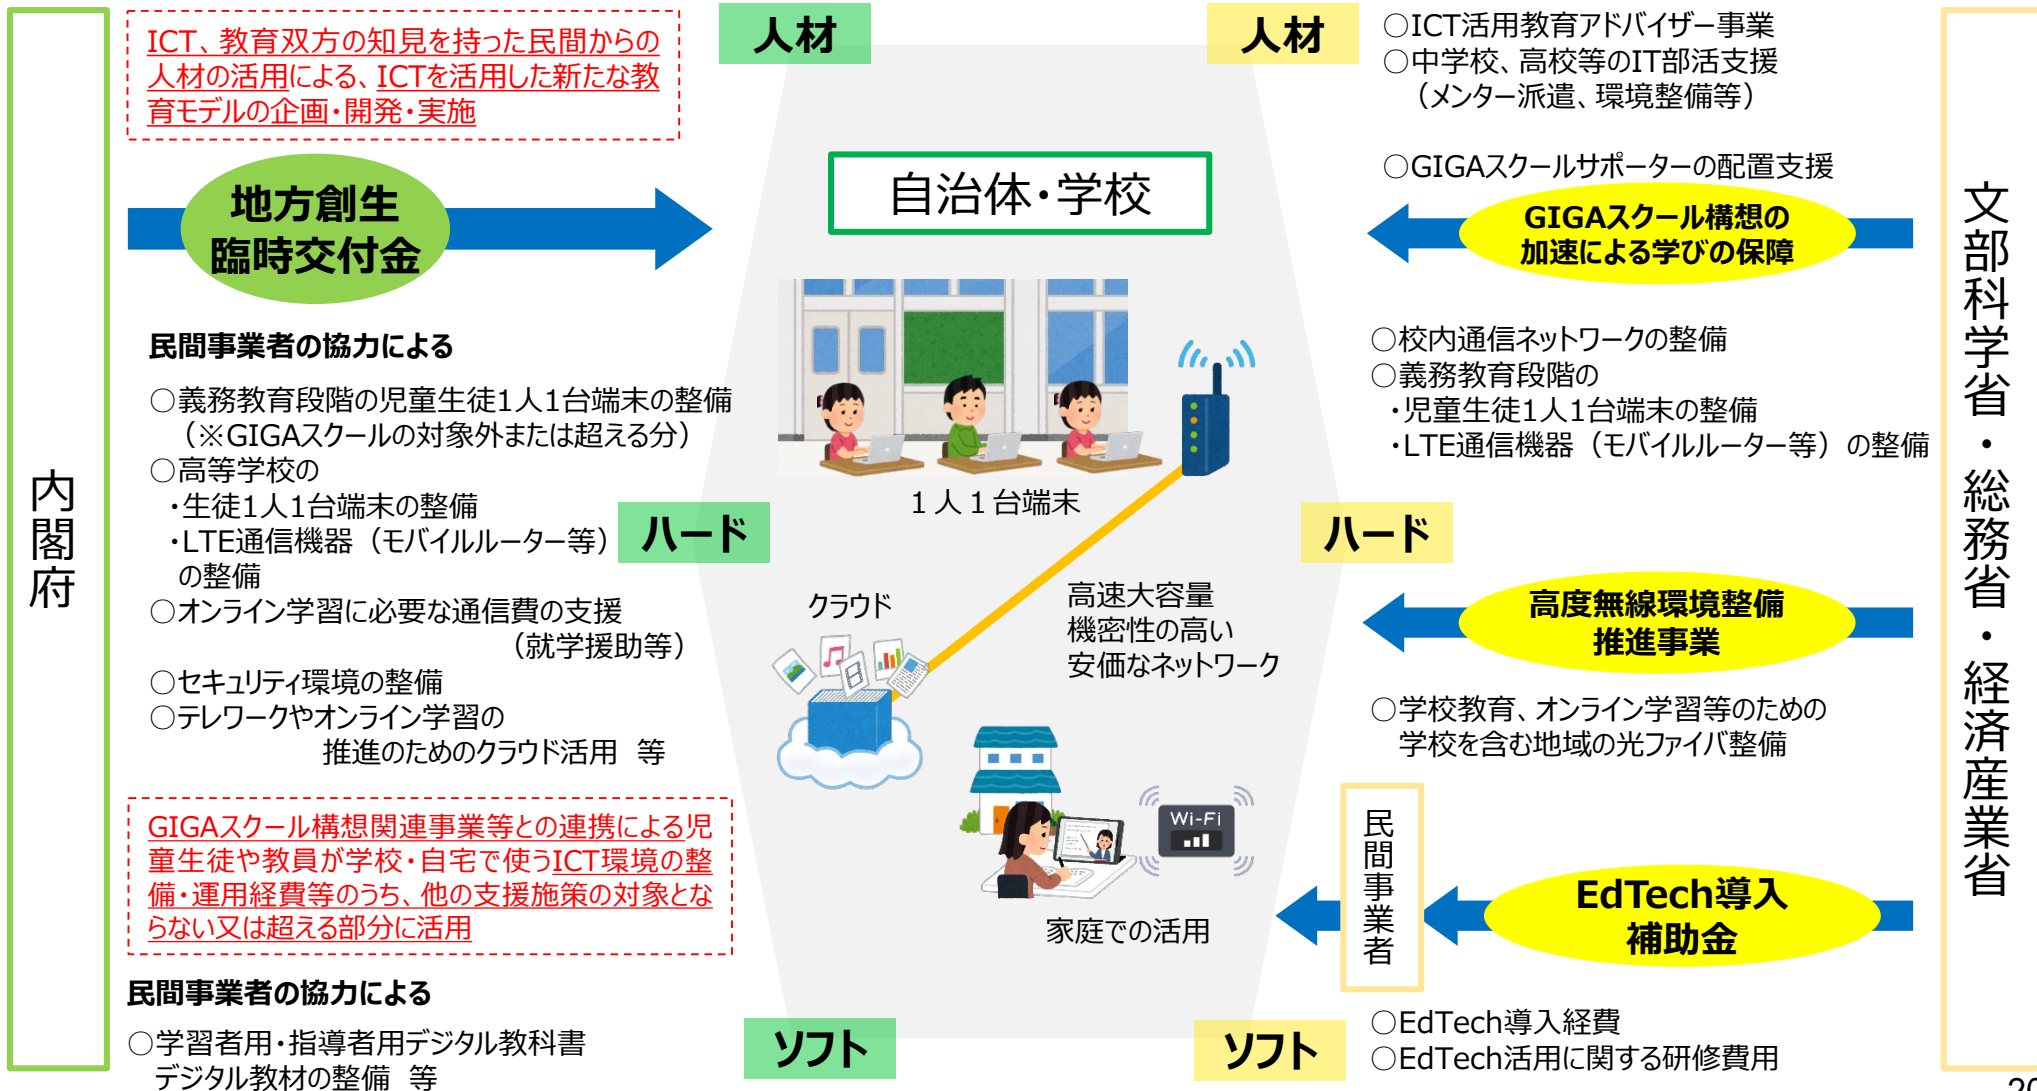 内閣府
ICT、教育双方の知見を持った民間からの
人材の活用による、ICTを活用した新たな教
育モデルの企画・開発・実施
人材
地方創生
臨時交付金
民間事業者の協力による
○義務教育段階の児童生徒1人1台端末の整備
（※GIGAスクールの対象外または超える分）
○高等学校の
・生徒1人1台端末の整備
・LTE通信機器（モバイルルーター等）
の整備
ハード
○オンライン学習に必要な通信費の支援
（就学援助等）
○セキュリティ環境の整備
○テレワークやオンライン学習の
推進のためのクラウド活用　等
GIGAスクール構想関連事業等との連携による児
童生徒や教員が学校・自宅で使うICT環境の整
備・運用経費等のうち、他の支援施策の対象とな
らない又は超える部分に活用
民間事業者の協力による
○学習者用・指導者用デジタル教科書
デジタル教材の整備　等
ソフト
自治体・学校
１人１台端末
クラウド
高速大容量
機密性の高い
安価なネットワーク
Wi-Fi
家庭での活用
人材
○ICT活用教育アドバイザー事業
○中学校、高校等のIT部活支援
（メンター派遣、環境整備等）
○GIGAスクールサポーターの配置支援
GIGAスクール構想の
加速による学びの保障
○校内通信ネットワークの整備
○義務教育段階の
・児童生徒1人1台端末の整備
・LTE通信機器（モバイルルーター等）の整備
ハード
高度無線環境整備
推進事業
○学校教育、オンライン学習等のための
学校を含む地域の光ファイバ整備
民間事業者
EdTech導入
補助金
ソフト
○EdTech導入経費
○EdTech活用に関する研修費用
文部科学省・総務省・経済産業省